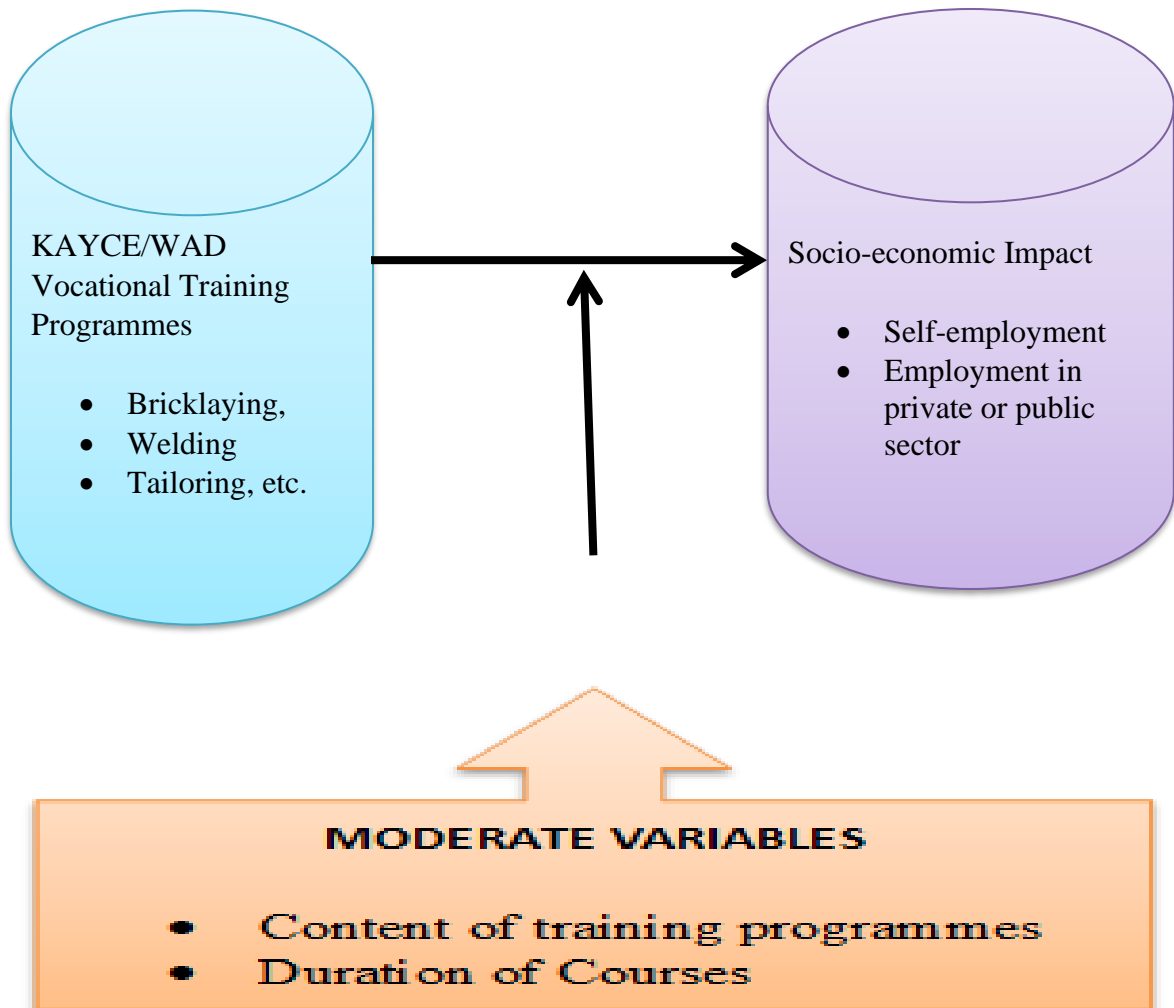 KAYCE/WAD
Vocational Training
Programmes
• Bricklaying,
• Welding
• Tailoring, etc.
Socio-economic Impact
• Self-employment
• Employment in
private or public
sector
MODERATE VARIABLES
• Content of training programmes
• Duration of Courses